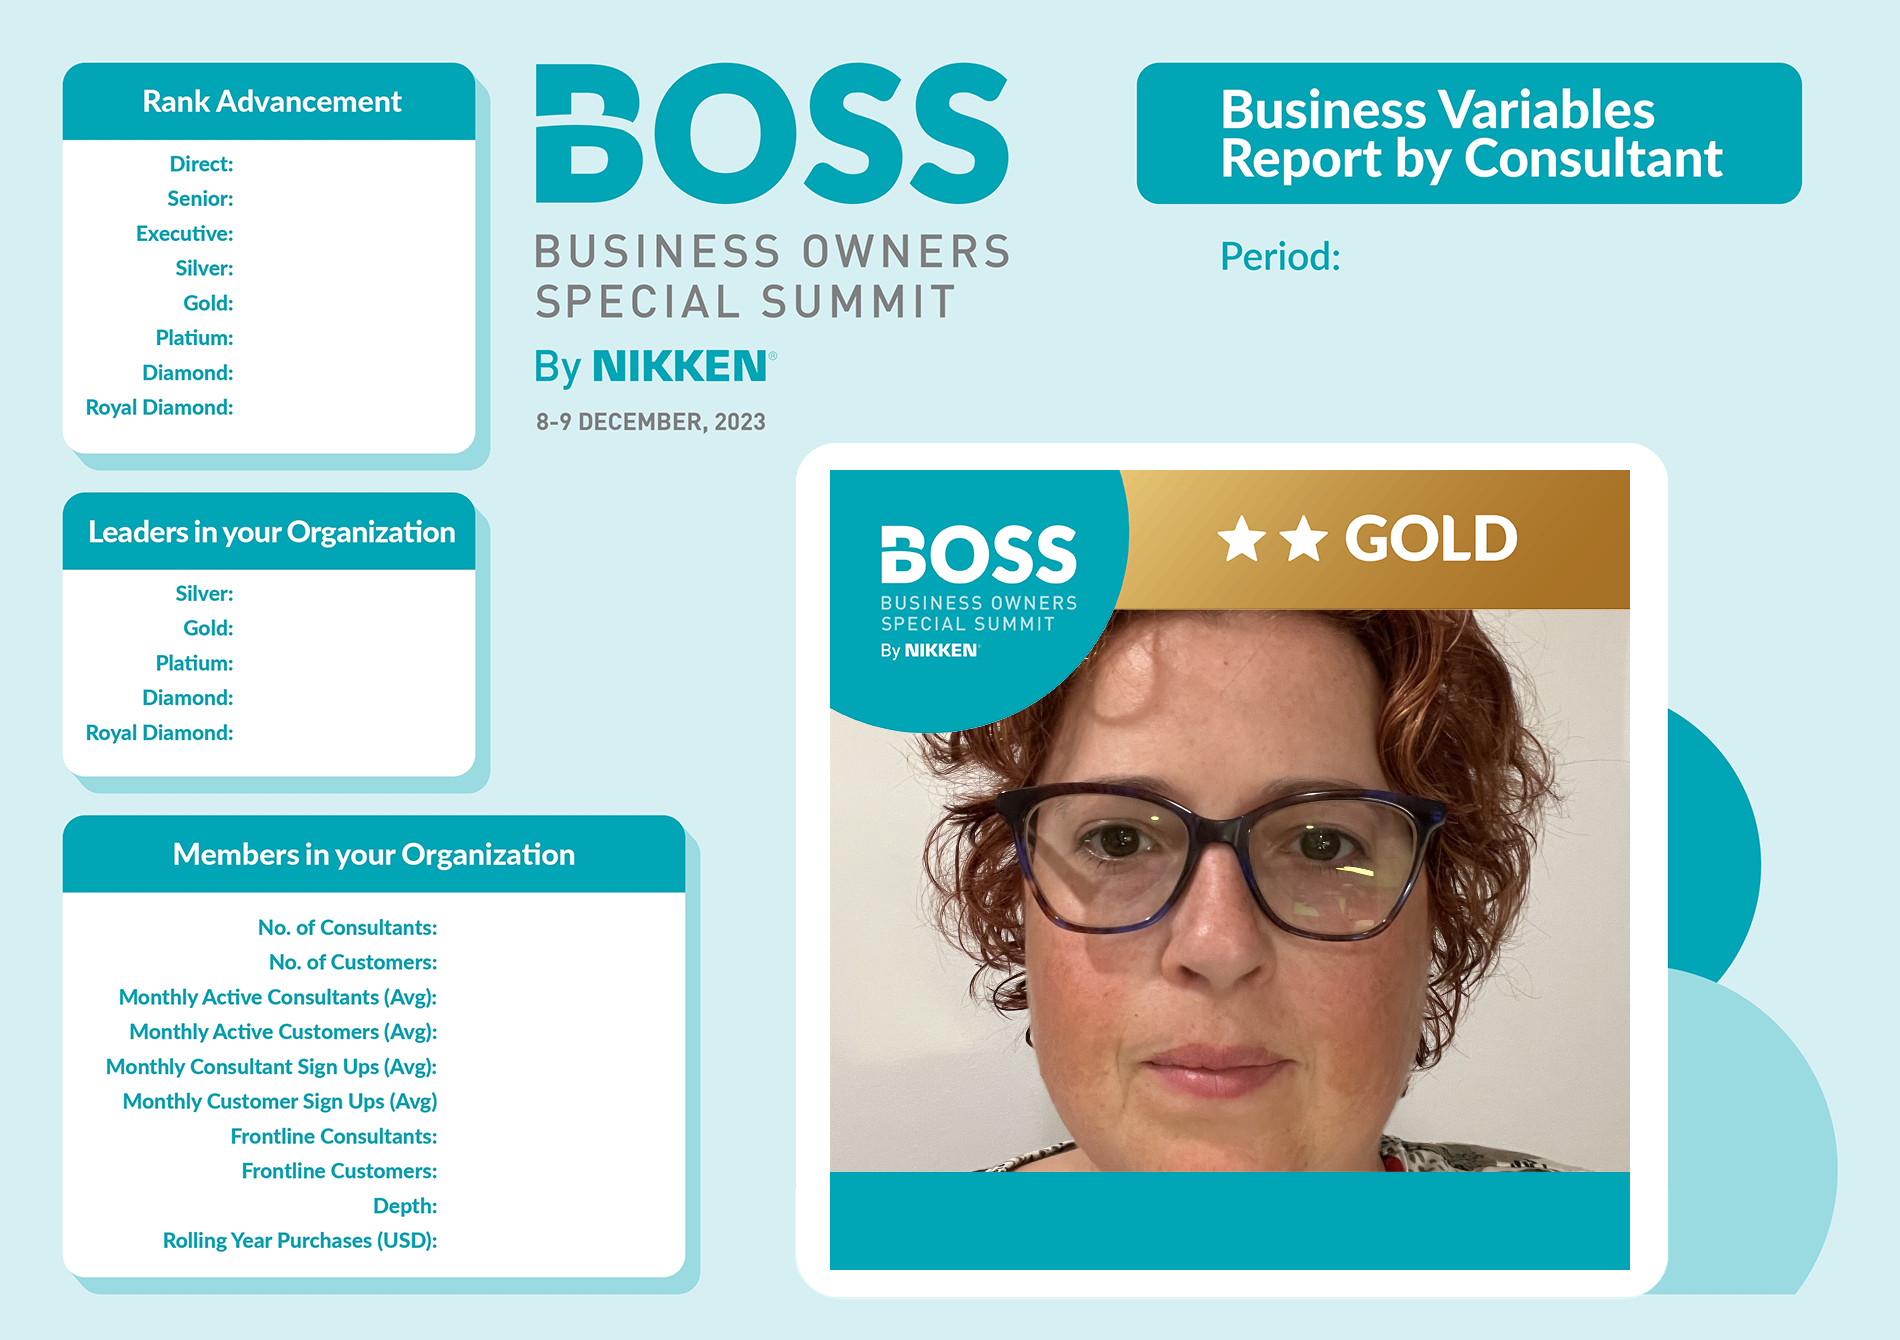 Rank Advancement
Direct:
Senior:
Executive:
Silver:
Gold:
Platium:
Diamond:
Royal Diamond:
Leaders in your Organization
Silver:
Gold:
Platium:
Diamond:
Royal Diamond:
Members in your Organization
No. of Consultants:
No. of Customers:
Monthly Active Consultants (Avg):
Monthly Active Customers (Avg):
Monthly Consultant Sign Ups (Avg):
Monthly Customer Sign Ups (Avg)
Frontline Consultants:
Frontline Customers:
Depth:
Rolling Year Purchases (USD):
BOSS
BUSINESS OWNERS
SPECIAL SUMMIT
By NIKKEN®
8-9 DECEMBER, 2023
Business Variables
Report by Consultant
Period:
BOSS
BUSINESS OWNERS
SPECIAL SUMMIT
By NIKKEN
★★ GOLD